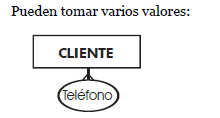 Pueden tomar varios valores:
CLIENTE
Teléfono